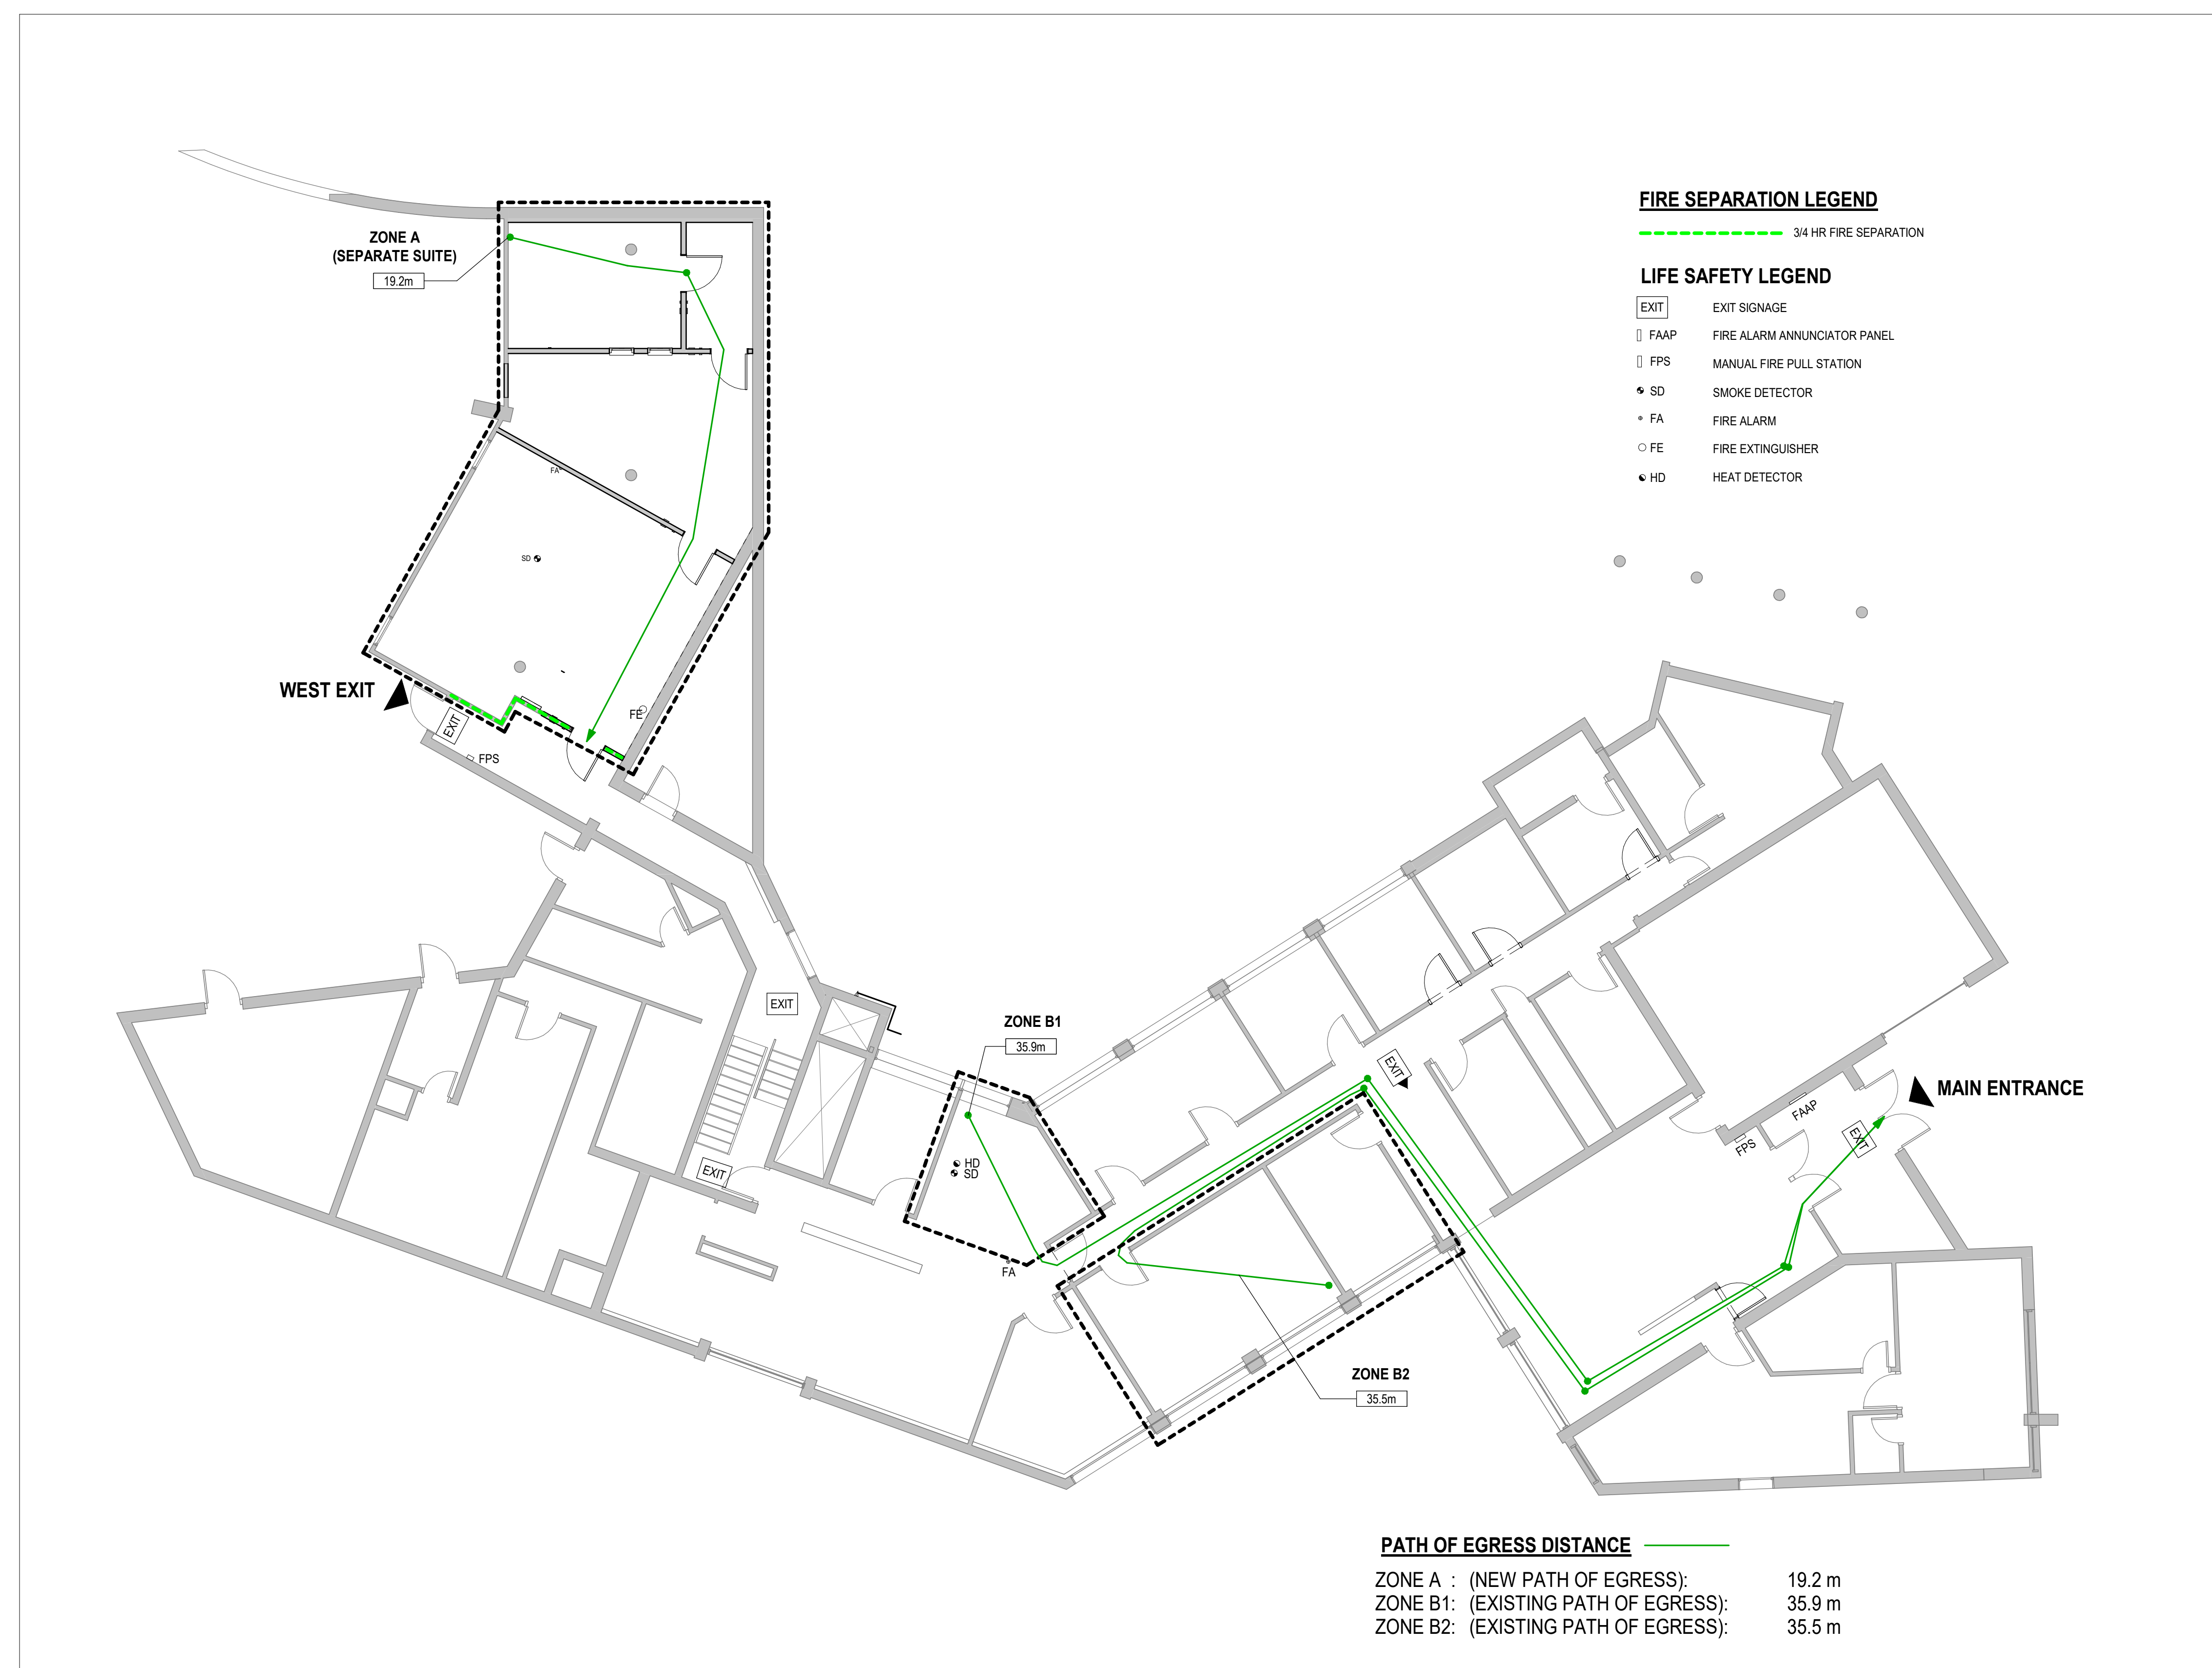 ZONE A
(SEPARATE SUITE)
19.2m
FIRE SEPARATION LEGEND
3/4 HR FIRE SEPARATION
LIFE SAFETY LEGEND
EXIT EXIT SIGNAGE
FAAP FIRE ALARM ANNUNCIATOR PANEL
FPS MANUAL FIRE PULL STATION
SD SMOKE DETECTOR
FA FIRE ALARM
FE FIRE EXTINGUISHER
HD HEAT DETECTOR
FA
SD
WEST EXIT
EXIT
FE
FPS
EXIT
ZONE B1
35.9m
EXIT
MAIN ENTRANCE
FAAP
FPS
EXIT
HD
SD
EXIT
FA
ZONE B2
35.5m
PATH OF EGRESS DISTANCE
ZONE A : (NEW PATH OF EGRESS): 19.2 m
ZONE B1: (EXISTING PATH OF EGRESS): 35.9 m
ZONE B2: (EXISTING PATH OF EGRESS): 35.5 m